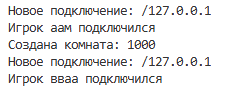 Новое подключение: /127.0.0.1
Игрок аам подключился
Создана комната: 1000
Новое подключение: /127.0.0.1
Игрок вваа подключился